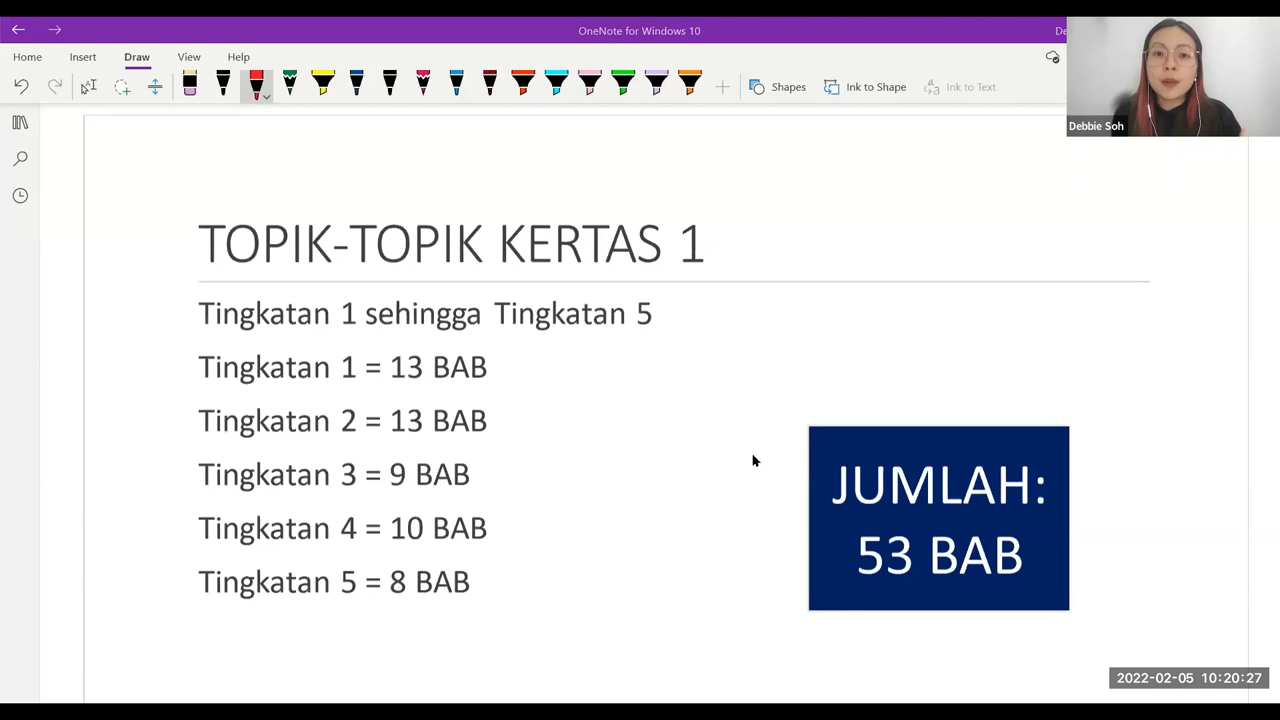 OneNote for Windows 10
De
Home Insert Draw View Help
Shapes Ink to Shape Ink to Text
Debbie Soh
TOPIK-TOPIK KERTAS 1
Tingkatan 1 sehingga Tingkatan 5
Tingkatan 1 = 13 BAB
Tingkatan 2 = 13 BAB
Tingkatan 3 = 9 BAB
Tingkatan 4 = 10 BAB
Tingkatan 5 = 8 BAB
JUMLAH:
53 BAB
2022-02-05 10:20:27